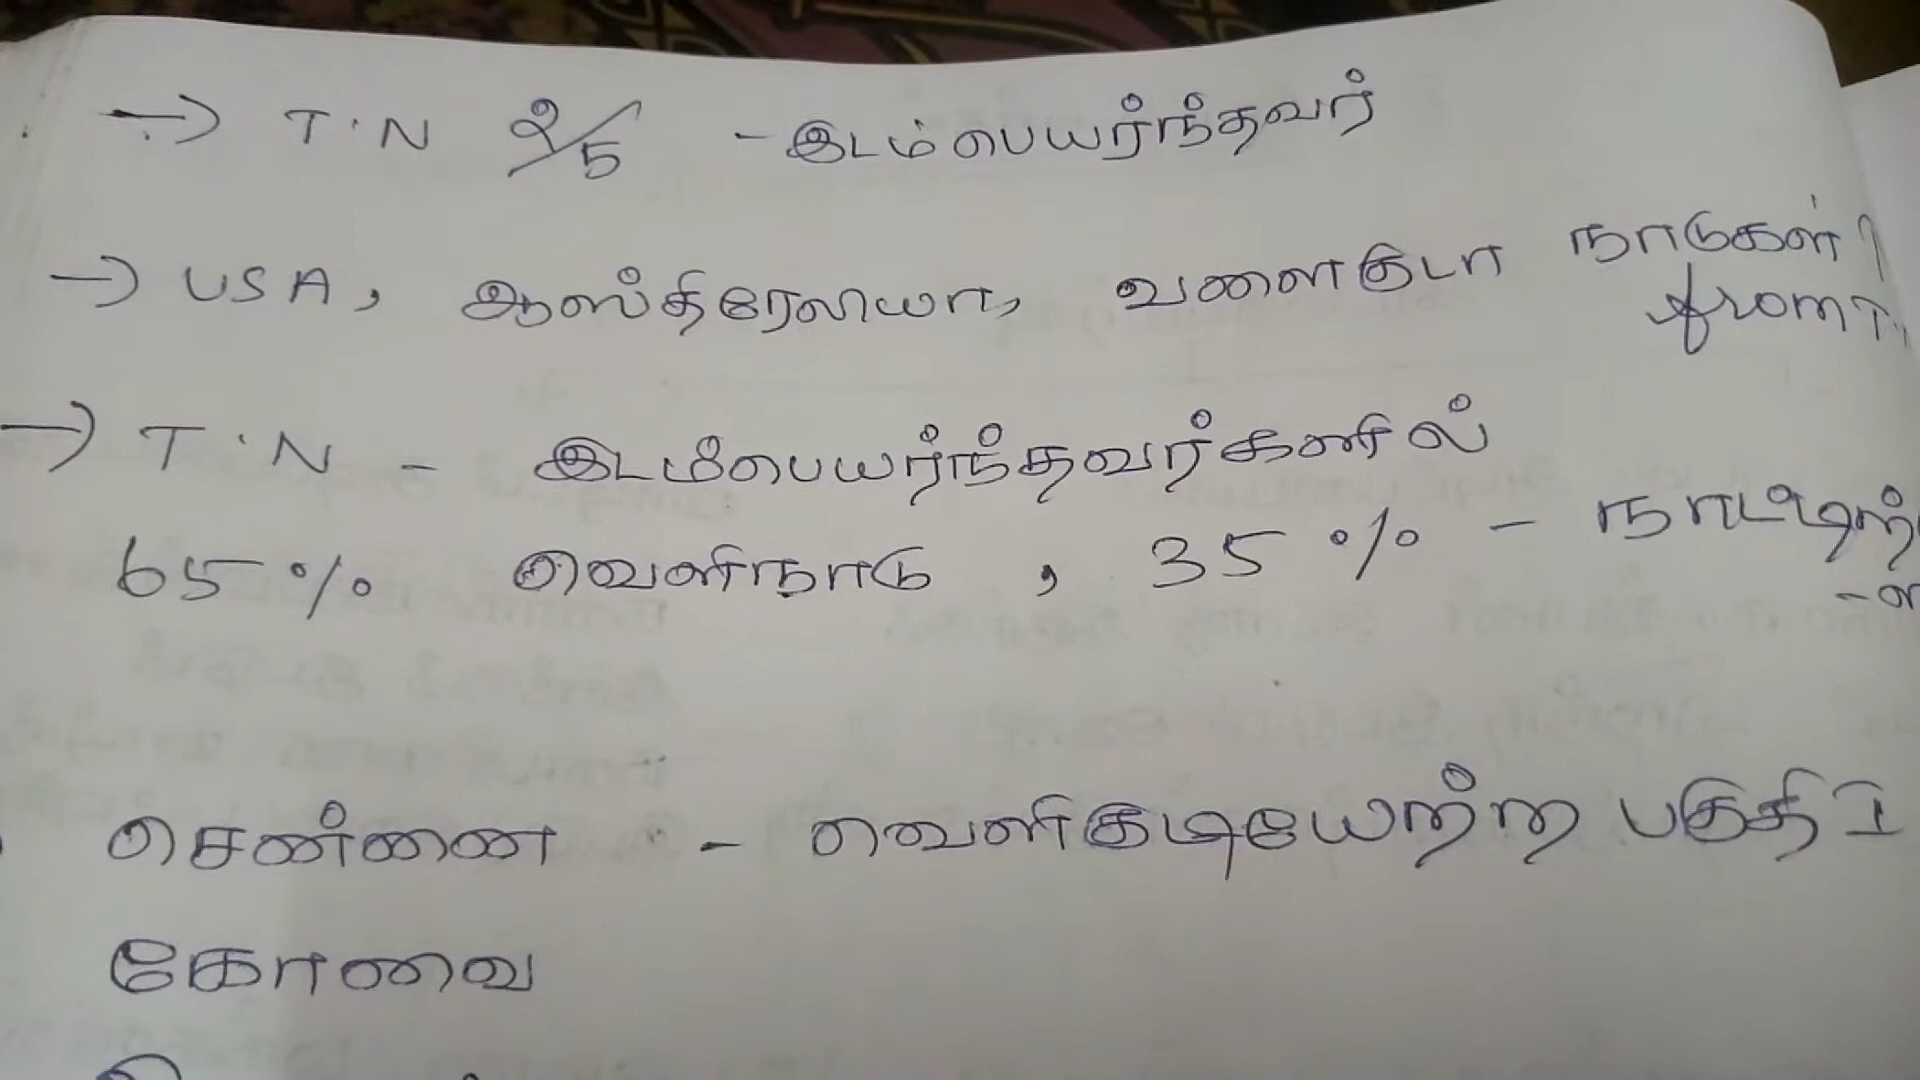 → T.N 2/5 - இடம்பெயர்ந்தவர்
→ USA, ஆஸ்திரேலியா, வளைகுடா நாடுகள்
from
→ T.N - இடம்பெயர்ந்தவர்களில்
65% வெளிநாடு , 35% - நாட்டிற்
சென்னை - வெளிகுடியேற்ற பகுதி I
கோவை